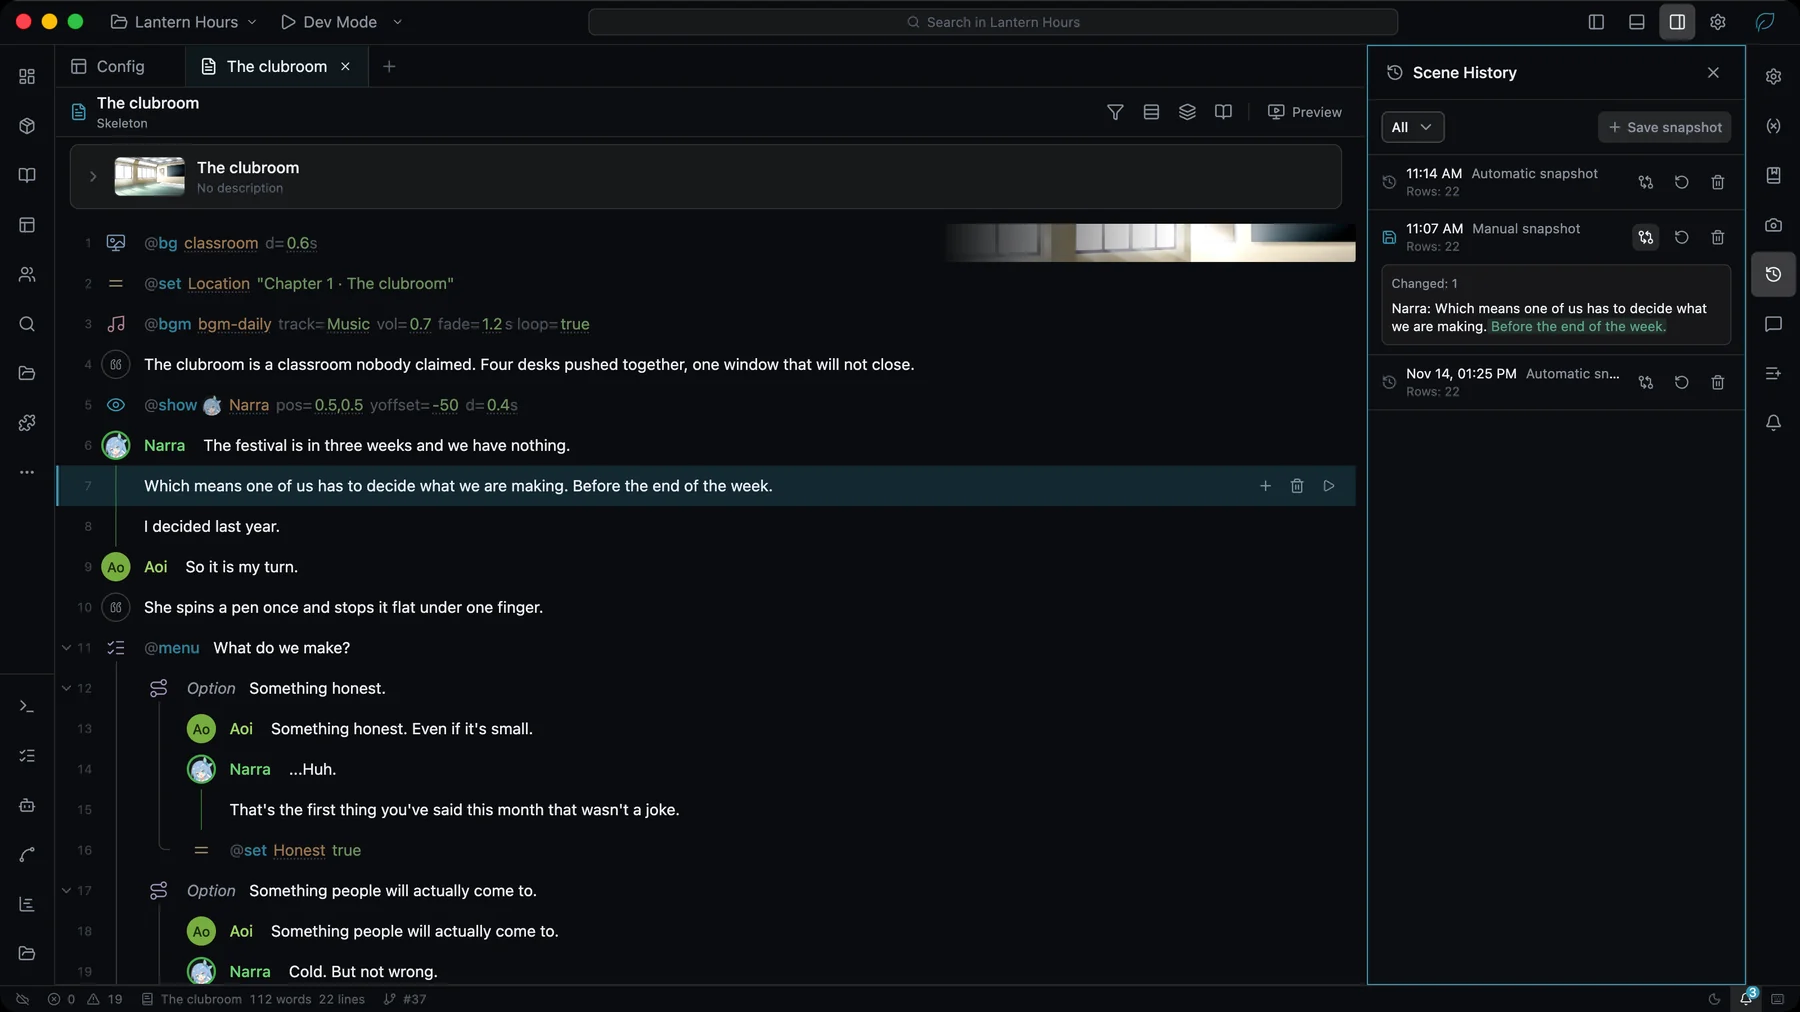 Lantern Hours
Dev Mode
Search in Lantern Hours
Config
The clubroom
The clubroom
Skeleton
Preview
The clubroom
No description
1 @bg classroom d=0.6s
2 @set Location "Chapter 1 · The clubroom"
3 @bgm bgm-daily track=Music vol=0.7 fade=1.2s loop=true
4 The clubroom is a classroom nobody claimed. Four desks pushed together, one window that will not close.
5 @show Narra pos=0.5,0.5 yoffset=-50 d=0.4s
6 Narra The festival is in three weeks and we have nothing.
7 Which means one of us has to decide what we are making. Before the end of the week.
8 I decided last year.
9 Ao Aoi So it is my turn.
10 She spins a pen once and stops it flat under one finger.
11 @menu What do we make?
12 Option Something honest.
13 Ao Aoi Something honest. Even if it's small.
14 Narra ...Huh.
15 That's the first thing you've said this month that wasn't a joke.
16 @set Honest true
17 Option Something people will actually come to.
18 Ao Aoi Something people will actually come to.
19 Narra Cold. But not wrong.
Scene History
All
Save snapshot
11:14 AM Automatic snapshot
Rows: 22
11:07 AM Manual snapshot
Rows: 22
Changed: 1
Narra: Which means one of us has to decide what
we are making. Before the end of the week.
Nov 14, 01:25 PM Automatic sn...
Rows: 22
0 19 The clubroom 112 words 22 lines #37
3